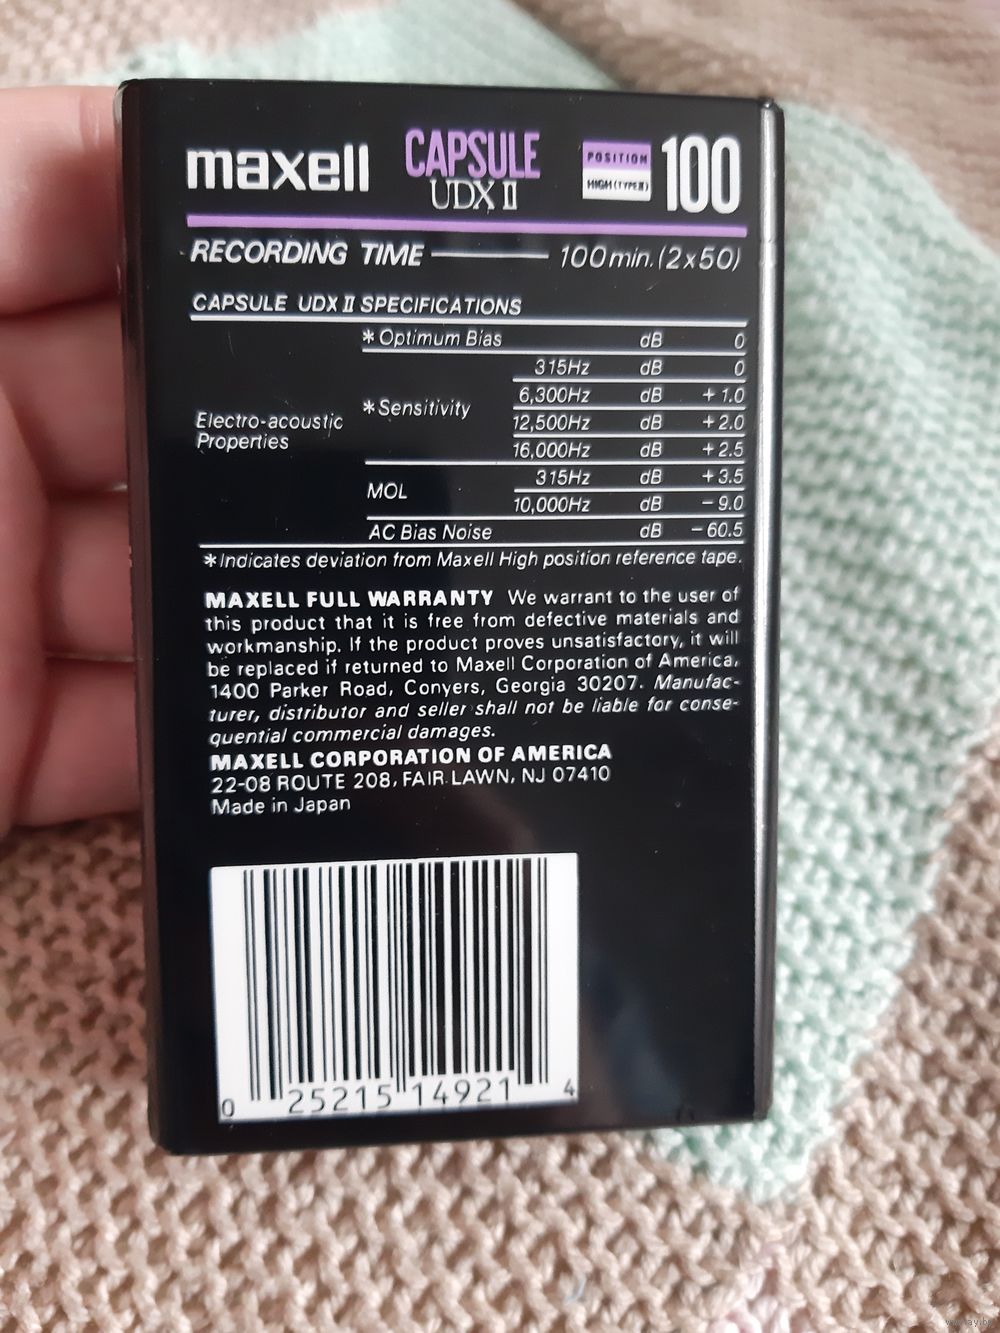 maxell CAPSULE UDX II POSITION HIGH (TYPE II) 100
RECORDING TIME 100 min. (2x50)
CAPSULE UDX II SPECIFICATIONS
Electro-acoustic Properties
*Optimum Bias dB 0
*Sensitivity
315Hz dB 0
6,300Hz dB +1.0
12,500Hz dB +2.0
16,000Hz dB +2.5
MOL
315Hz dB +3.5
10,000Hz dB -9.0
AC Bias Noise dB -60.5
*Indicates deviation from Maxell High position reference tape.
MAXELL FULL WARRANTY We warrant to the user of
this product that it is free from defective materials and
workmanship. If the product proves unsatisfactory, it will
be replaced if returned to Maxell Corporation of America,
1400 Parker Road, Conyers, Georgia 30207. Manufac-
turer, distributor and seller shall not be liable for conse-
quential commercial damages.
MAXELL CORPORATION OF AMERICA
22-08 ROUTE 208, FAIR LAWN, NJ 07410
Made in Japan
0 25215 14921 4